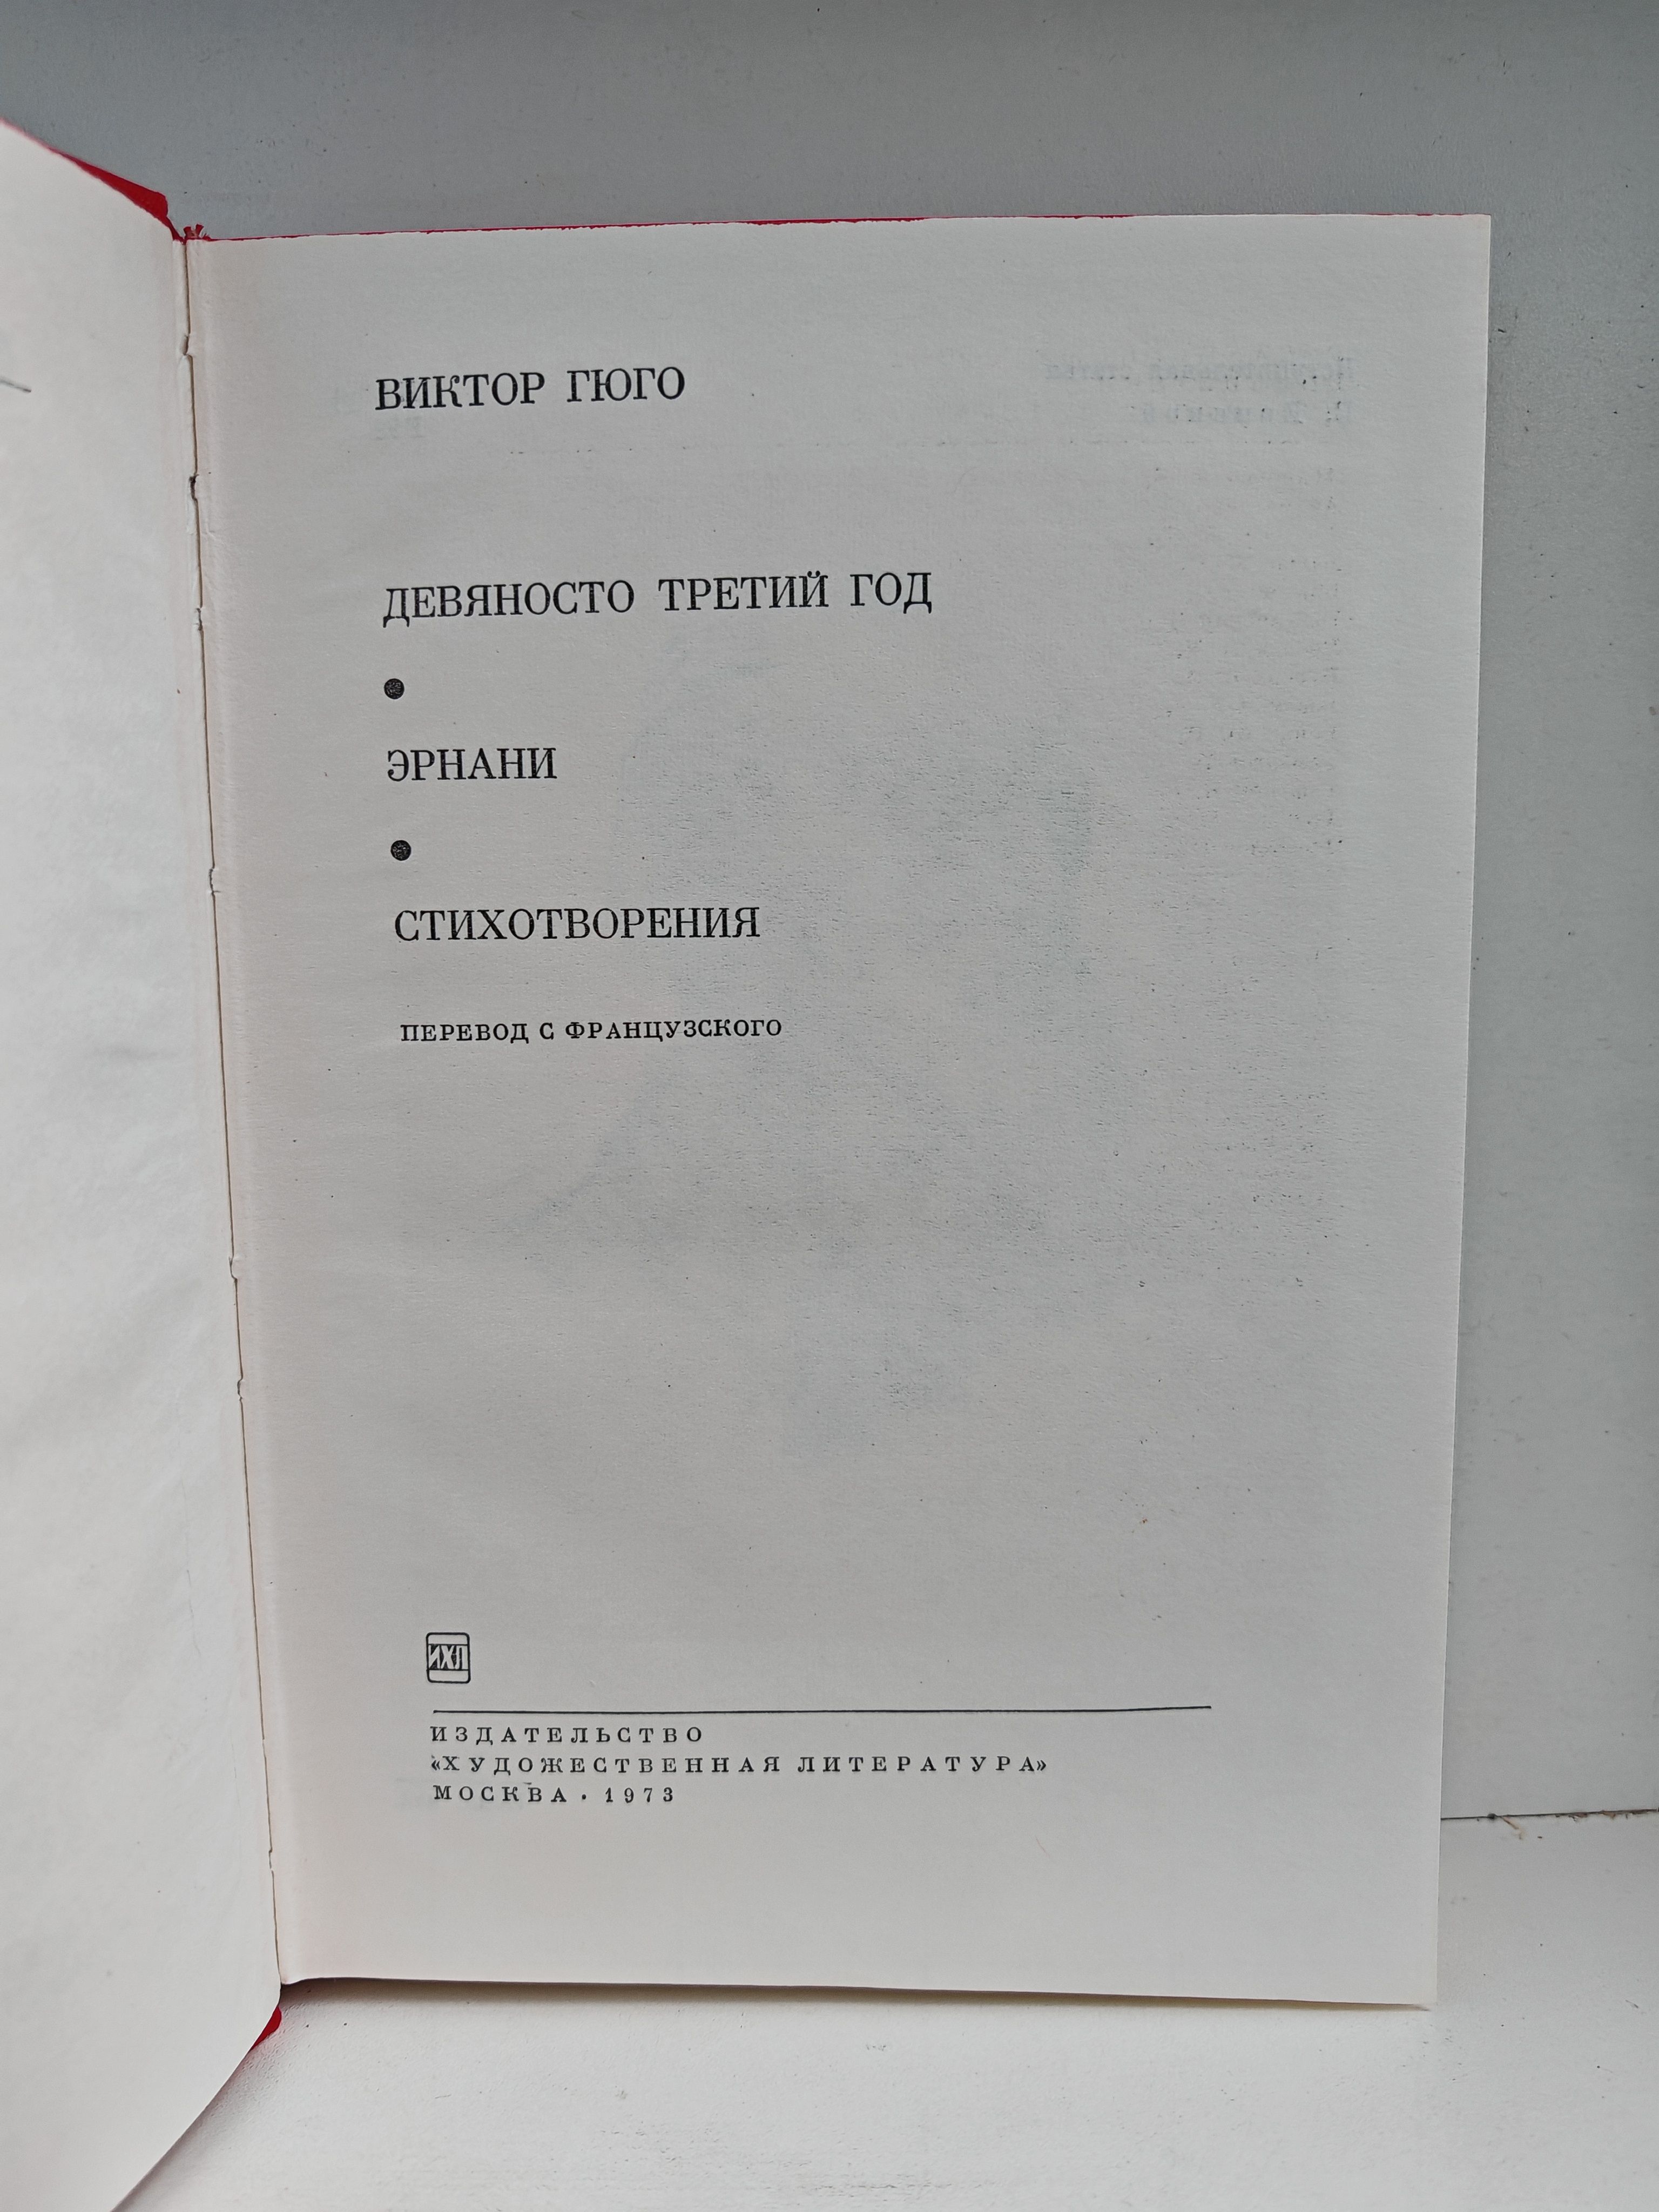 ВИКТОР ГЮГО
ДЕВЯНОСТО ТРЕТИЙ ГОД
•
ЭРНАНИ
•
СТИХОТВОРЕНИЯ
ПЕРЕВОД С ФРАНЦУЗСКОГО
ИХЛ
ИЗДАТЕЛЬСТВО
«ХУДОЖЕСТВЕННАЯ ЛИТЕРАТУРА»
МОСКВА · 1973